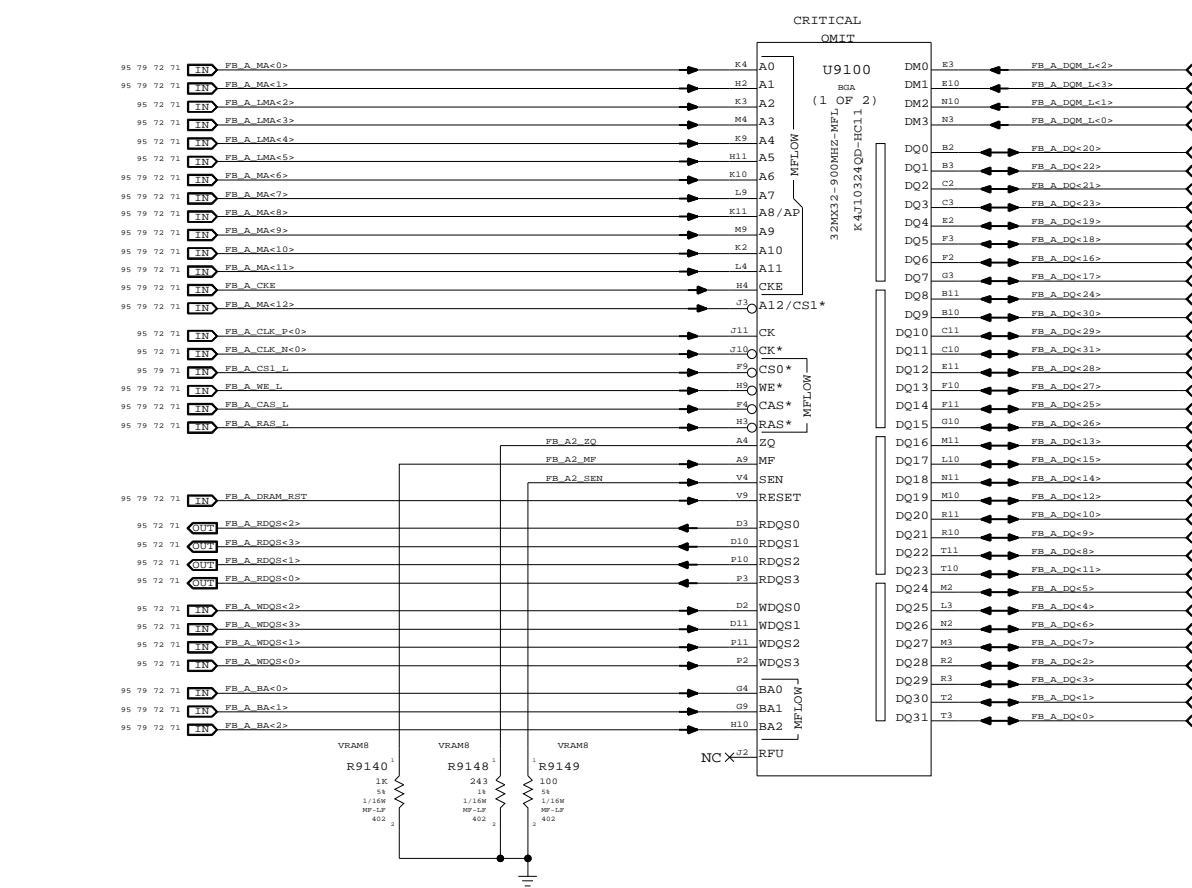 CRITICAL
OMIT
U9100
BGA
(1 OF 2)
32MX32-900MHZ-MFL
K4J10324QD-HC11
95 79 72 71 IN FB_A_MA<0> K4 A0
95 79 72 71 IN FB_A_MA<1> H2 A1
95 72 71 IN FB_A_LMA<2> K3 A2
95 72 71 IN FB_A_LMA<3> M4 A3
95 72 71 IN FB_A_LMA<4> K9 A4
95 72 71 IN FB_A_LMA<5> H11 A5
95 79 72 71 IN FB_A_MA<6> K10 A6
95 79 72 71 IN FB_A_MA<7> L9 A7
95 79 72 71 IN FB_A_MA<8> K11 A8/AP
95 79 72 71 IN FB_A_MA<9> M9 A9
95 79 72 71 IN FB_A_MA<10> K2 A10
95 79 72 71 IN FB_A_MA<11> L4 A11
95 79 72 71 IN FB_A_CKE H4 CKE
95 79 72 71 IN FB_A_MA<12> J3 A12/CS1*
MFLOW
95 72 71 IN FB_A_CLK_P<0> J11 CK
95 72 71 IN FB_A_CLK_N<0> J10 CK*
95 79 71 IN FB_A_CS1_L F9 CS0*
95 79 72 71 IN FB_A_WE_L H9 WE*
95 79 72 71 IN FB_A_CAS_L F4 CAS*
95 79 72 71 IN FB_A_RAS_L H3 RAS*
MFLOW
FB_A2_ZQ A4 ZQ
FB_A2_MF A9 MF
FB_A2_SEN V4 SEN
95 79 72 71 IN FB_A_DRAM_RST V9 RESET
95 72 71 OUT FB_A_RDQS<2> D3 RDQS0
95 72 71 OUT FB_A_RDQS<3> D10 RDQS1
95 72 71 OUT FB_A_RDQS<1> P10 RDQS2
95 72 71 OUT FB_A_RDQS<0> P3 RDQS3
95 72 71 IN FB_A_WDQS<2> D2 WDQS0
95 72 71 IN FB_A_WDQS<3> D11 WDQS1
95 72 71 IN FB_A_WDQS<1> P11 WDQS2
95 72 71 IN FB_A_WDQS<0> P2 WDQS3
95 79 72 71 IN FB_A_BA<0> G4 BA0
95 79 72 71 IN FB_A_BA<1> G9 BA1
95 79 72 71 IN FB_A_BA<2> H10 BA2
MFLOW
NC J2 RFU
DM0 E3 FB_A_DQM_L<2>
DM1 E10 FB_A_DQM_L<3>
DM2 N10 FB_A_DQM_L<1>
DM3 N3 FB_A_DQM_L<0>
DQ0 B2 FB_A_DQ<20>
DQ1 B3 FB_A_DQ<22>
DQ2 C2 FB_A_DQ<21>
DQ3 C3 FB_A_DQ<23>
DQ4 E2 FB_A_DQ<19>
DQ5 F3 FB_A_DQ<18>
DQ6 F2 FB_A_DQ<16>
DQ7 G3 FB_A_DQ<17>
DQ8 B11 FB_A_DQ<24>
DQ9 B10 FB_A_DQ<30>
DQ10 C11 FB_A_DQ<29>
DQ11 C10 FB_A_DQ<31>
DQ12 E11 FB_A_DQ<28>
DQ13 F10 FB_A_DQ<27>
DQ14 F11 FB_A_DQ<25>
DQ15 G10 FB_A_DQ<26>
DQ16 M11 FB_A_DQ<13>
DQ17 L10 FB_A_DQ<15>
DQ18 N11 FB_A_DQ<14>
DQ19 M10 FB_A_DQ<12>
DQ20 R11 FB_A_DQ<10>
DQ21 R10 FB_A_DQ<9>
DQ22 T11 FB_A_DQ<8>
DQ23 T10 FB_A_DQ<11>
DQ24 M2 FB_A_DQ<5>
DQ25 L3 FB_A_DQ<4>
DQ26 N2 FB_A_DQ<6>
DQ27 M3 FB_A_DQ<7>
DQ28 R2 FB_A_DQ<2>
DQ29 R3 FB_A_DQ<3>
DQ30 T2 FB_A_DQ<1>
DQ31 T3 FB_A_DQ<0>
VRAM8
R9140 1
1K
5%
1/16W
MF-LF
402
2
VRAM8
R9148 1
243
1%
1/16W
MF-LF
402
2
VRAM8
1 R9149
100
5%
1/16W
MF-LF
402
2